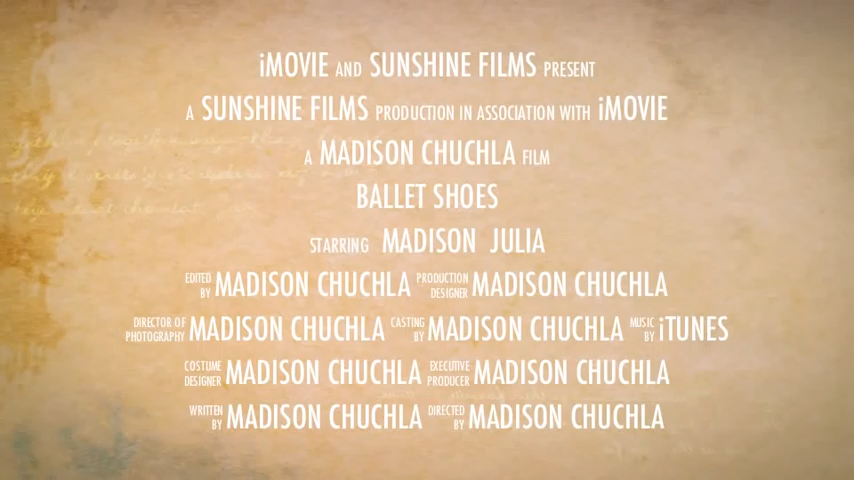 iMOVIE AND SUNSHINE FILMS PRESENT
A SUNSHINE FILMS PRODUCTION IN ASSOCIATION WITH iMOVIE
A MADISON CHUCHLA FILM
BALLET SHOES
STARRING MADISON JULIA
EDITED BY MADISON CHUCHLA PRODUCTION DESIGNER MADISON CHUCHLA
DIRECTOR OF PHOTOGRAPHY MADISON CHUCHLA CASTING BY MADISON CHUCHLA MUSIC BY iTUNES
COSTUME DESIGNER MADISON CHUCHLA EXECUTIVE PRODUCER MADISON CHUCHLA
WRITTEN BY MADISON CHUCHLA DIRECTED BY MADISON CHUCHLA